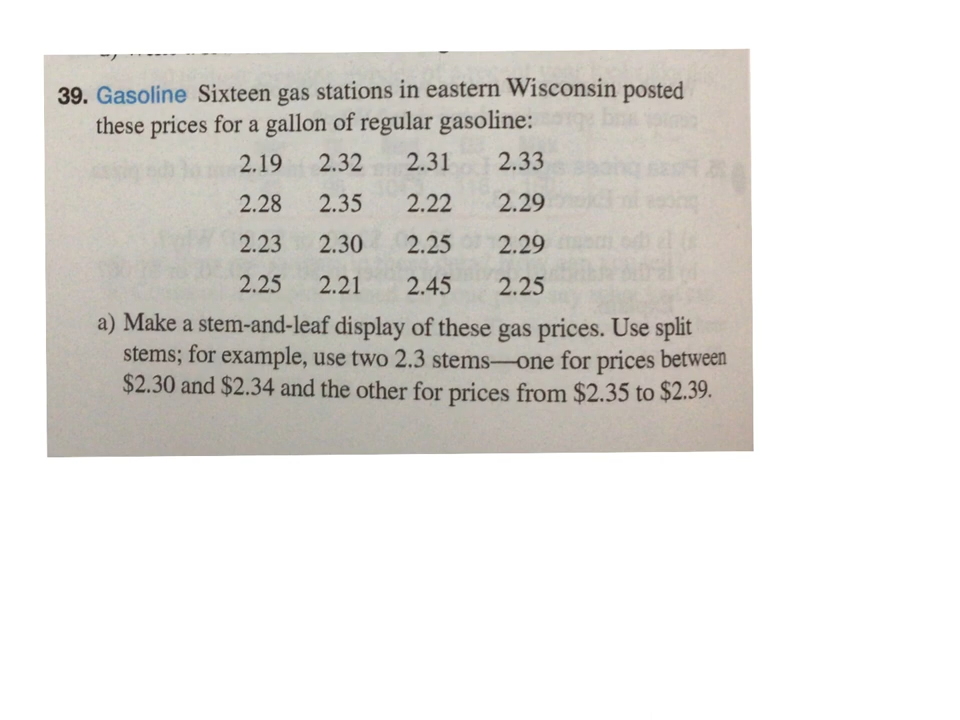 39. Gasoline Sixteen gas stations in eastern Wisconsin posted
these prices for a gallon of regular gasoline:
2.19 2.32 2.31 2.33
2.28 2.35 2.22 2.29
2.23 2.30 2.25 2.29
2.25 2.21 2.45 2.25
a) Make a stem-and-leaf display of these gas prices. Use split
stems; for example, use two 2.3 stems—one for prices between
$2.30 and $2.34 and the other for prices from $2.35 to $2.39.